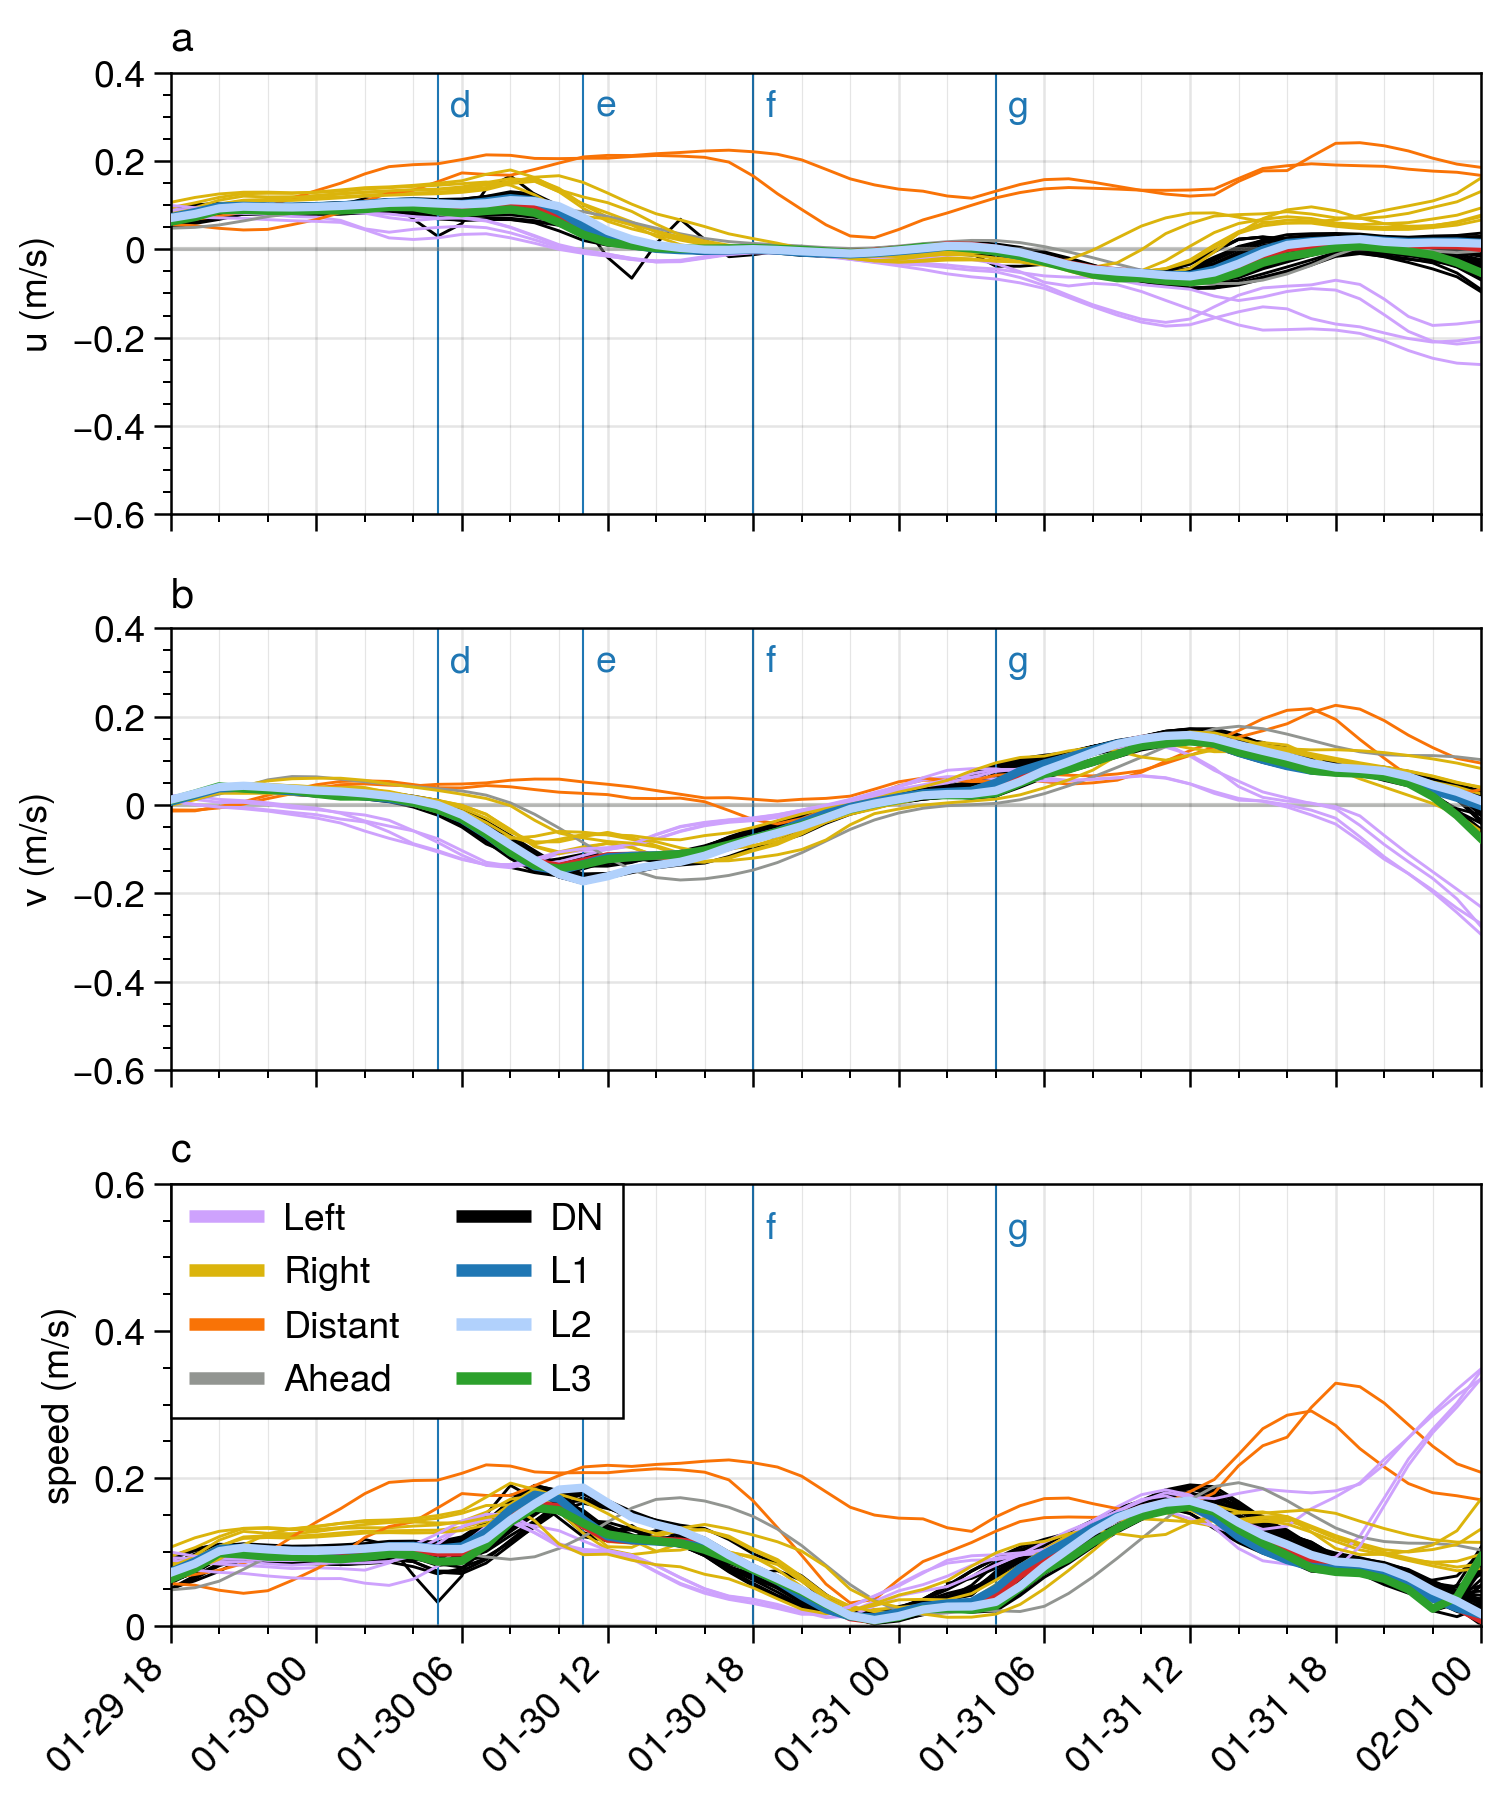 a
0.4
0.2
0
−0.2
−0.4
−0.6
u (m/s)
d
e
f
g
b
0.4
0.2
0
−0.2
−0.4
−0.6
v (m/s)
d
e
f
g
c
0.6
0.4
0.2
0
speed (m/s)
f
g
Left
Right
Distant
Ahead
DN
L1
L2
L3
01-29 18
01-30 00
01-30 06
01-30 12
01-30 18
01-31 00
01-31 06
01-31 12
01-31 18
02-01 00